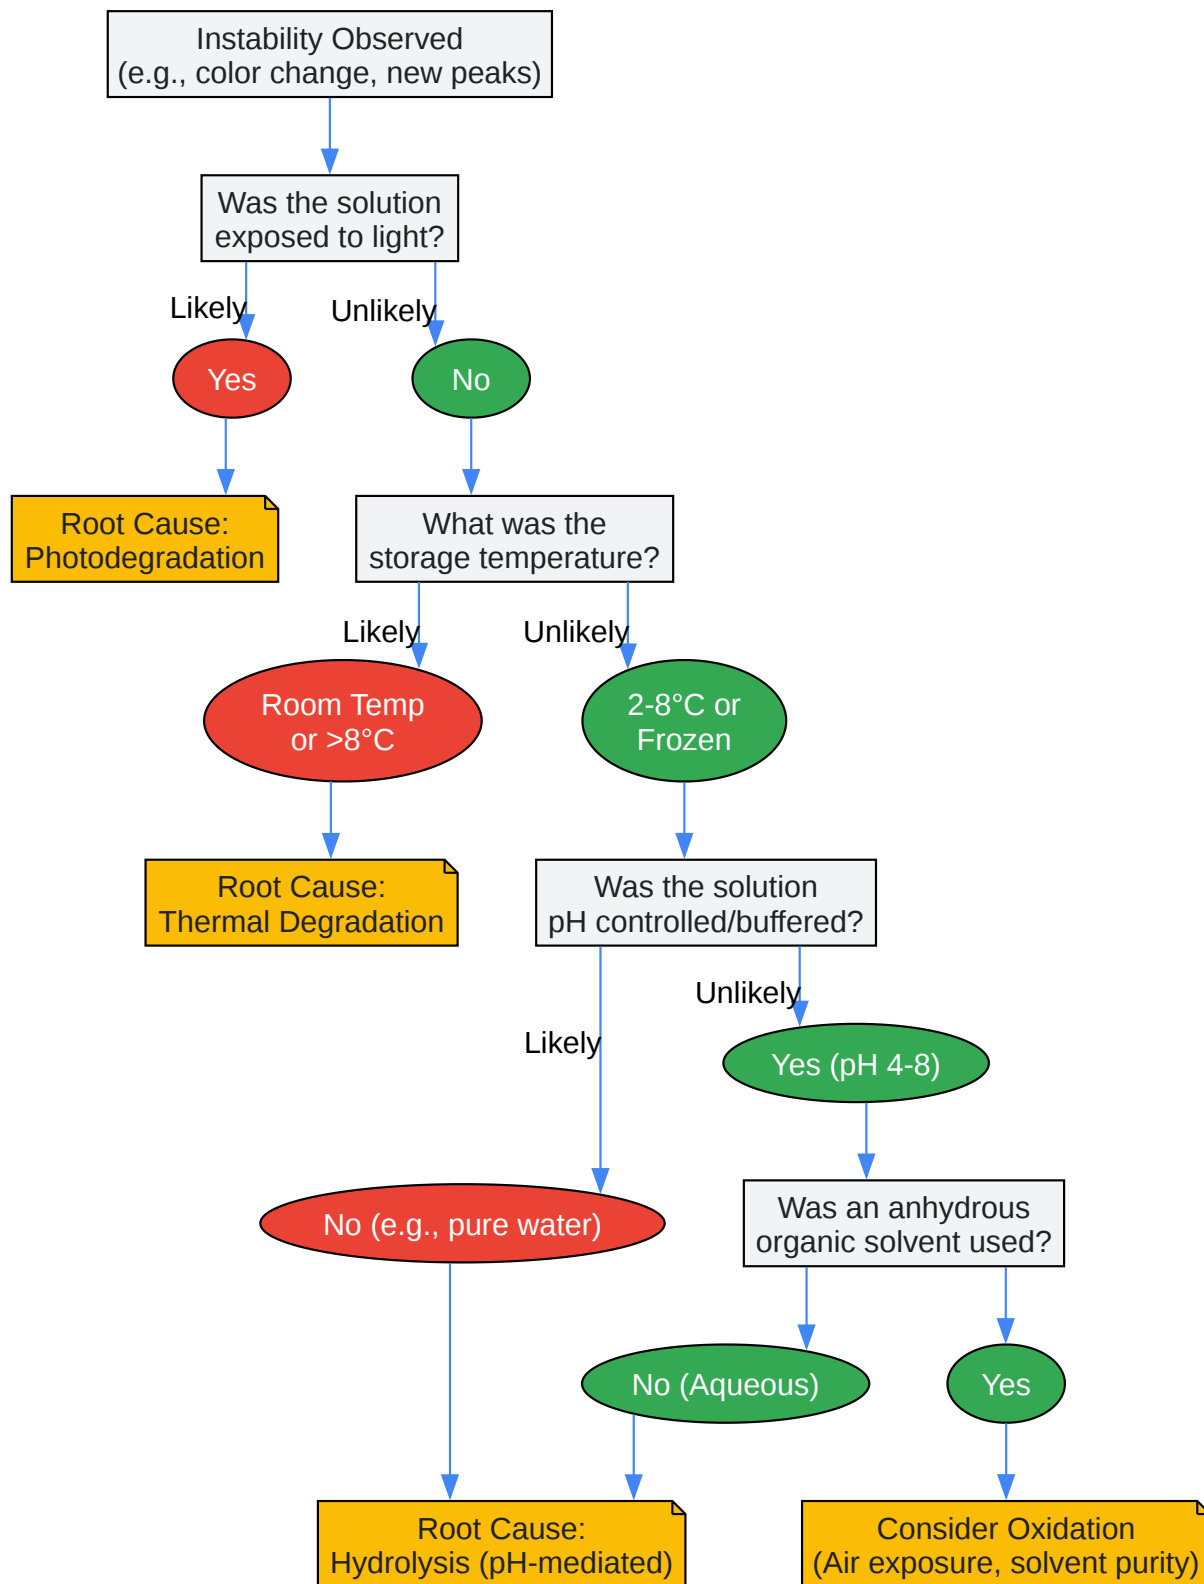 Instability Observed
(e.g., color change, new peaks)
Was the solution
exposed to light?
Likely
Unlikely
Yes
No
Root Cause:
Photodegradation
What was the
storage temperature?
Likely
Unlikely
Room Temp
or >8°C
2-8°C or
Frozen
Root Cause:
Thermal Degradation
Was the solution
pH controlled/buffered?
Unlikely
Likely
Yes (pH 4-8)
No (e.g., pure water)
Was an anhydrous
organic solvent used?
No (Aqueous)
Yes
Root Cause:
Hydrolysis (pH-mediated)
Consider Oxidation
(Air exposure, solvent purity)